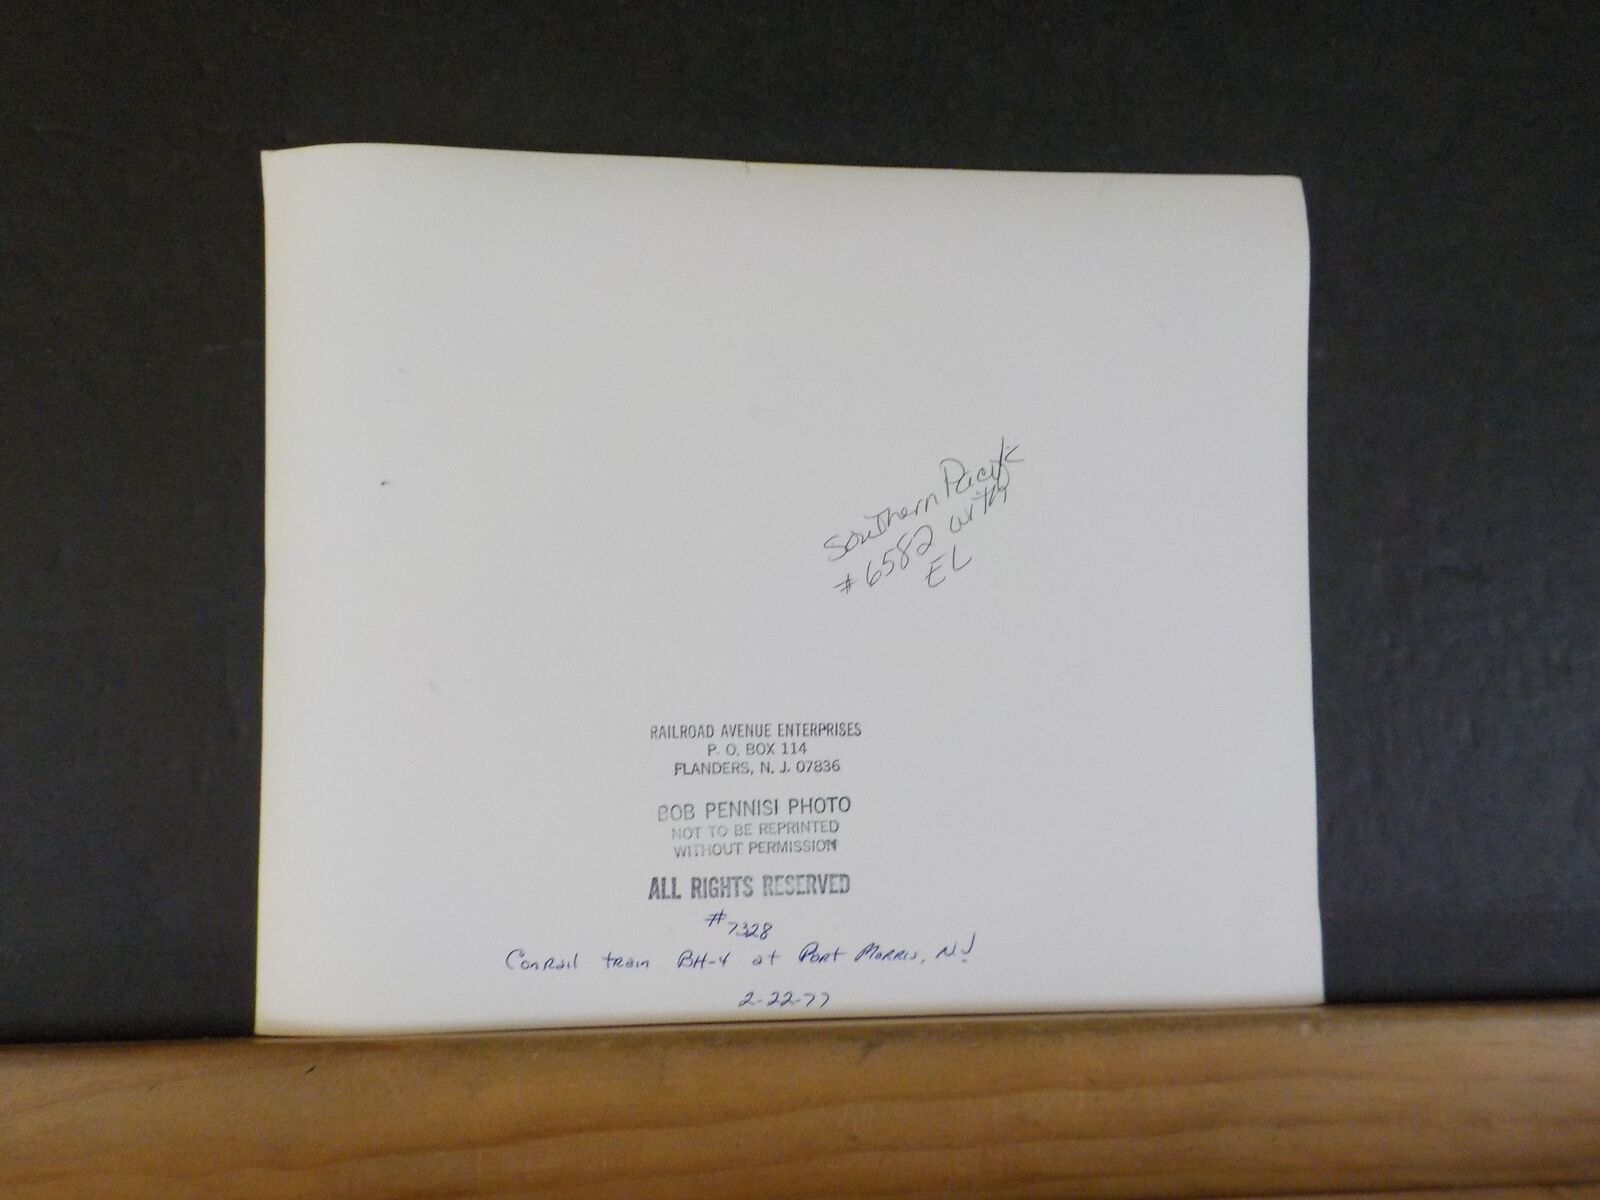 Southern Pacific
#6582 with
EL
RAILROAD AVENUE ENTERPRISES
P. O. BOX 114
FLANDERS, N. J. 07836
BOB PENNISI PHOTO
NOT TO BE REPRINTED
WITHOUT PERMISSION
ALL RIGHTS RESERVED
#7328
Conrail train BH-4 at Port Morris, NJ
2-22-77